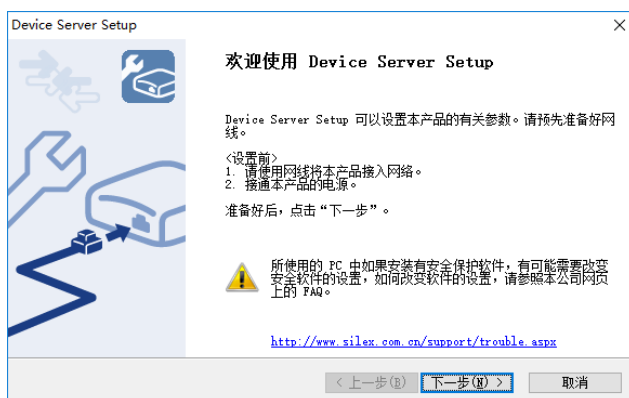 Device Server Setup
欢迎使用 Device Server Setup
Device Server Setup 可以设置本产品的有关参数。请预先准备好网
线。
<设置前>
1. 请使用网线将本产品接入网络。
2. 接通本产品的电源。
准备好后，点击“下一步”。
所使用的 PC 中如果安装有安全保护软件，有可能需要改变
安全软件的设置，如何改变软件的设置，请参照本公司网页
上的 FAQ。
http://www.silex.com.cn/support/trouble.aspx
< 上一步(B) 下一步(N) > 取消